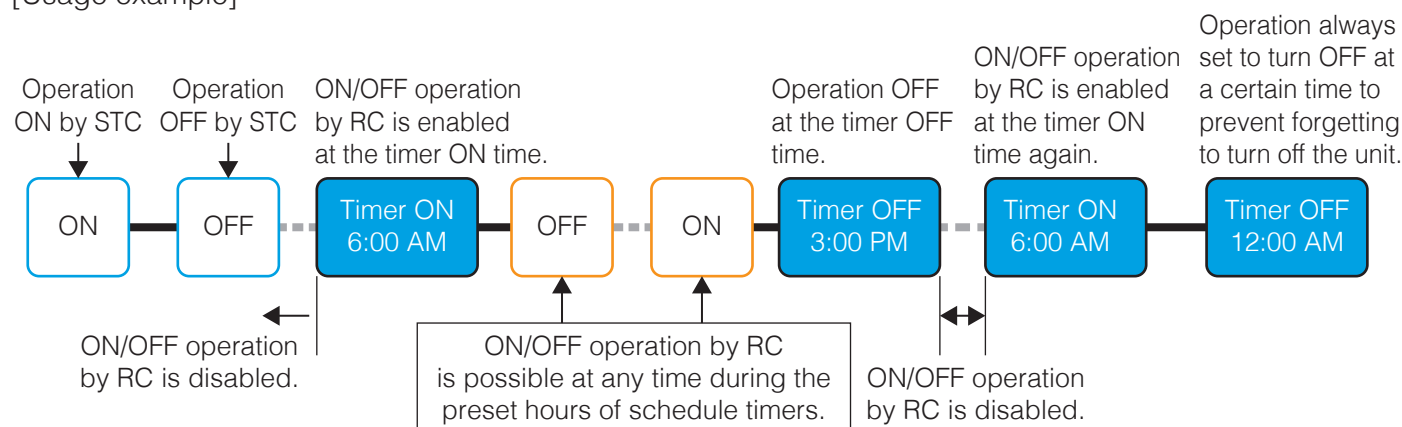 [Usage example]
Operation
ON by STC
Operation
OFF by STC
ON/OFF operation
by RC is enabled
at the timer ON time.
Operation OFF
at the timer OFF
time.
ON/OFF operation
by RC is enabled
at the timer ON
time again.
Operation always
set to turn OFF at
a certain time to
prevent forgetting
to turn off the unit.
ON
OFF
Timer ON
6:00 AM
OFF
ON
Timer OFF
3:00 PM
Timer ON
6:00 AM
Timer OFF
12:00 AM
ON/OFF operation
by RC is disabled.
ON/OFF operation by RC
is possible at any time during the
preset hours of schedule timers.
ON/OFF operation
by RC is disabled.